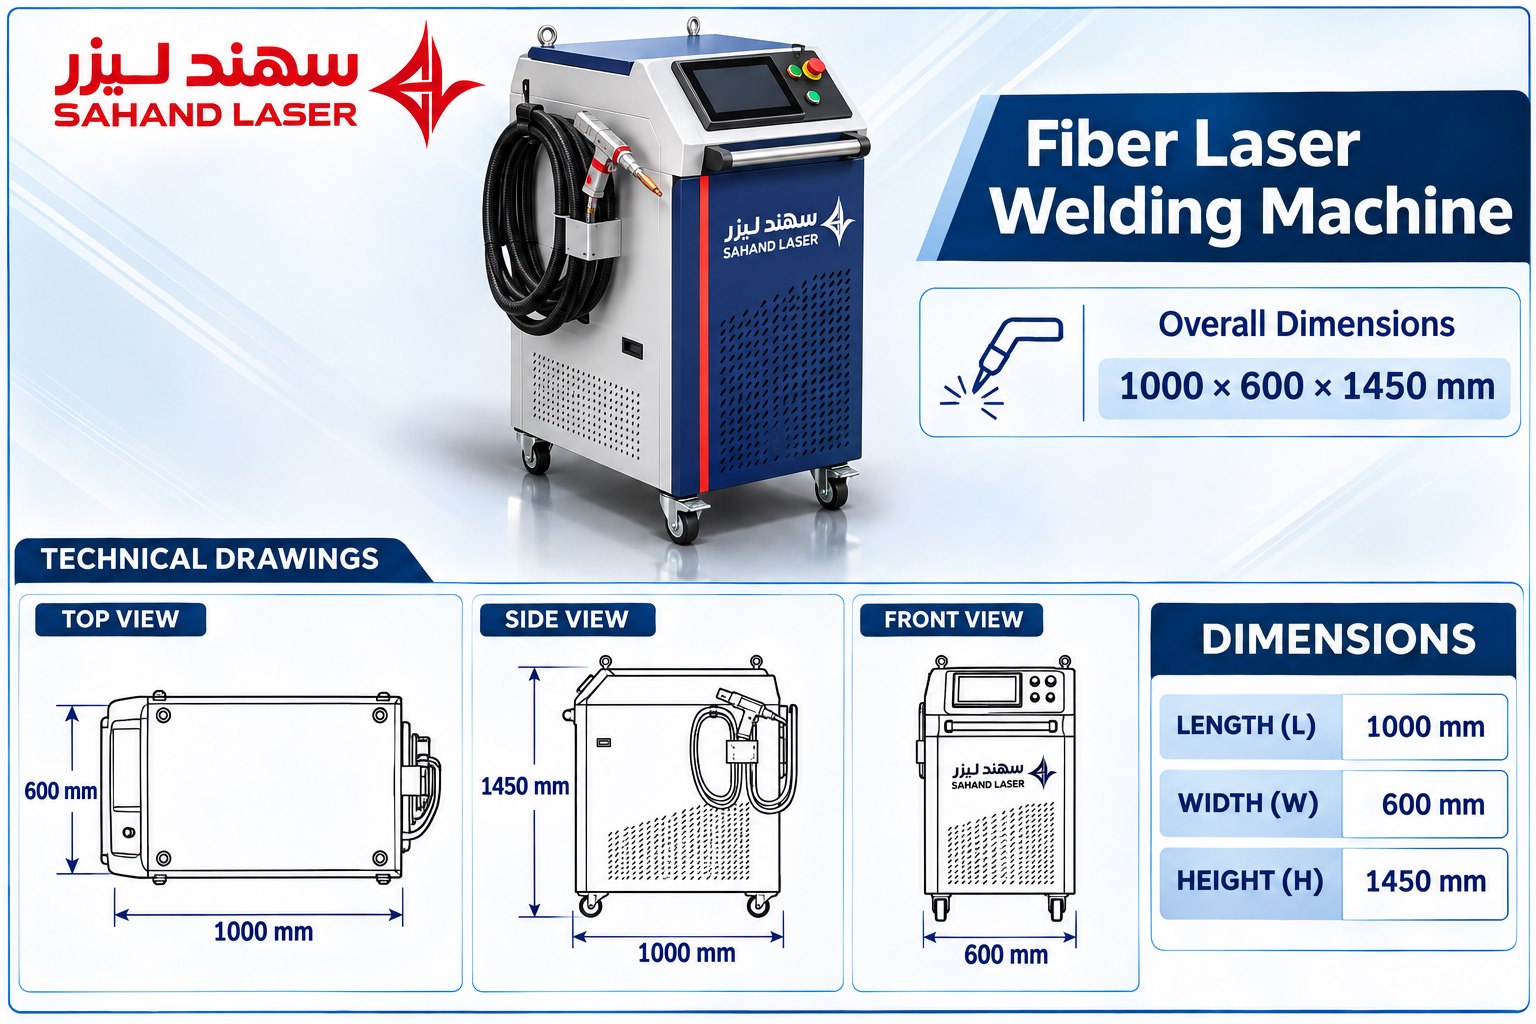 سهند لیزر
SAHAND LASER
سهند لیزر
SAHAND LASER
Fiber Laser
Welding Machine
Overall Dimensions
1000 × 600 × 1450 mm
TECHNICAL DRAWINGS
TOP VIEW
600 mm
1000 mm
SIDE VIEW
1450 mm
1000 mm
FRONT VIEW
سهند لیزر
SAHAND LASER
600 mm
DIMENSIONS
LENGTH (L) 1000 mm
WIDTH (W) 600 mm
HEIGHT (H) 1450 mm